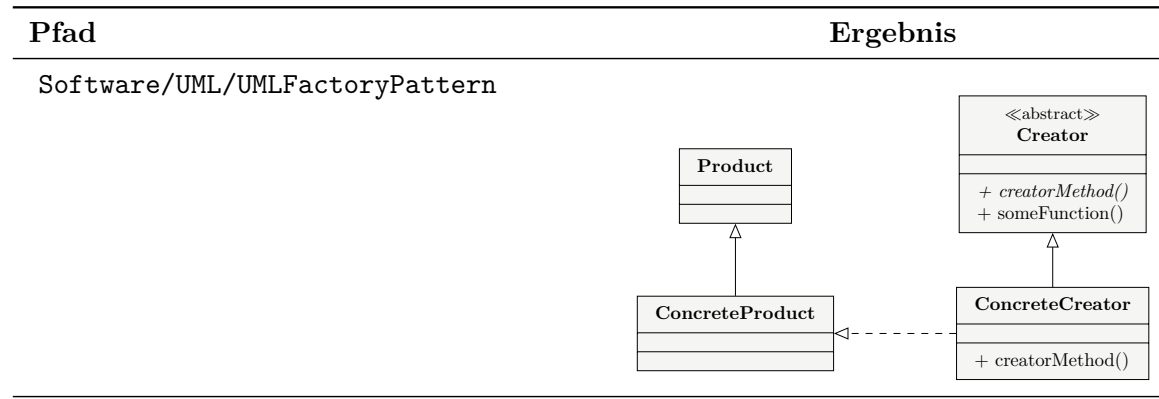 Pfad Ergebnis
Software/UML/UMLFactoryPattern
≪abstract≫
Creator
+ creatorMethod()
+ someFunction()
Product
ConcreteProduct
ConcreteCreator
+ creatorMethod()